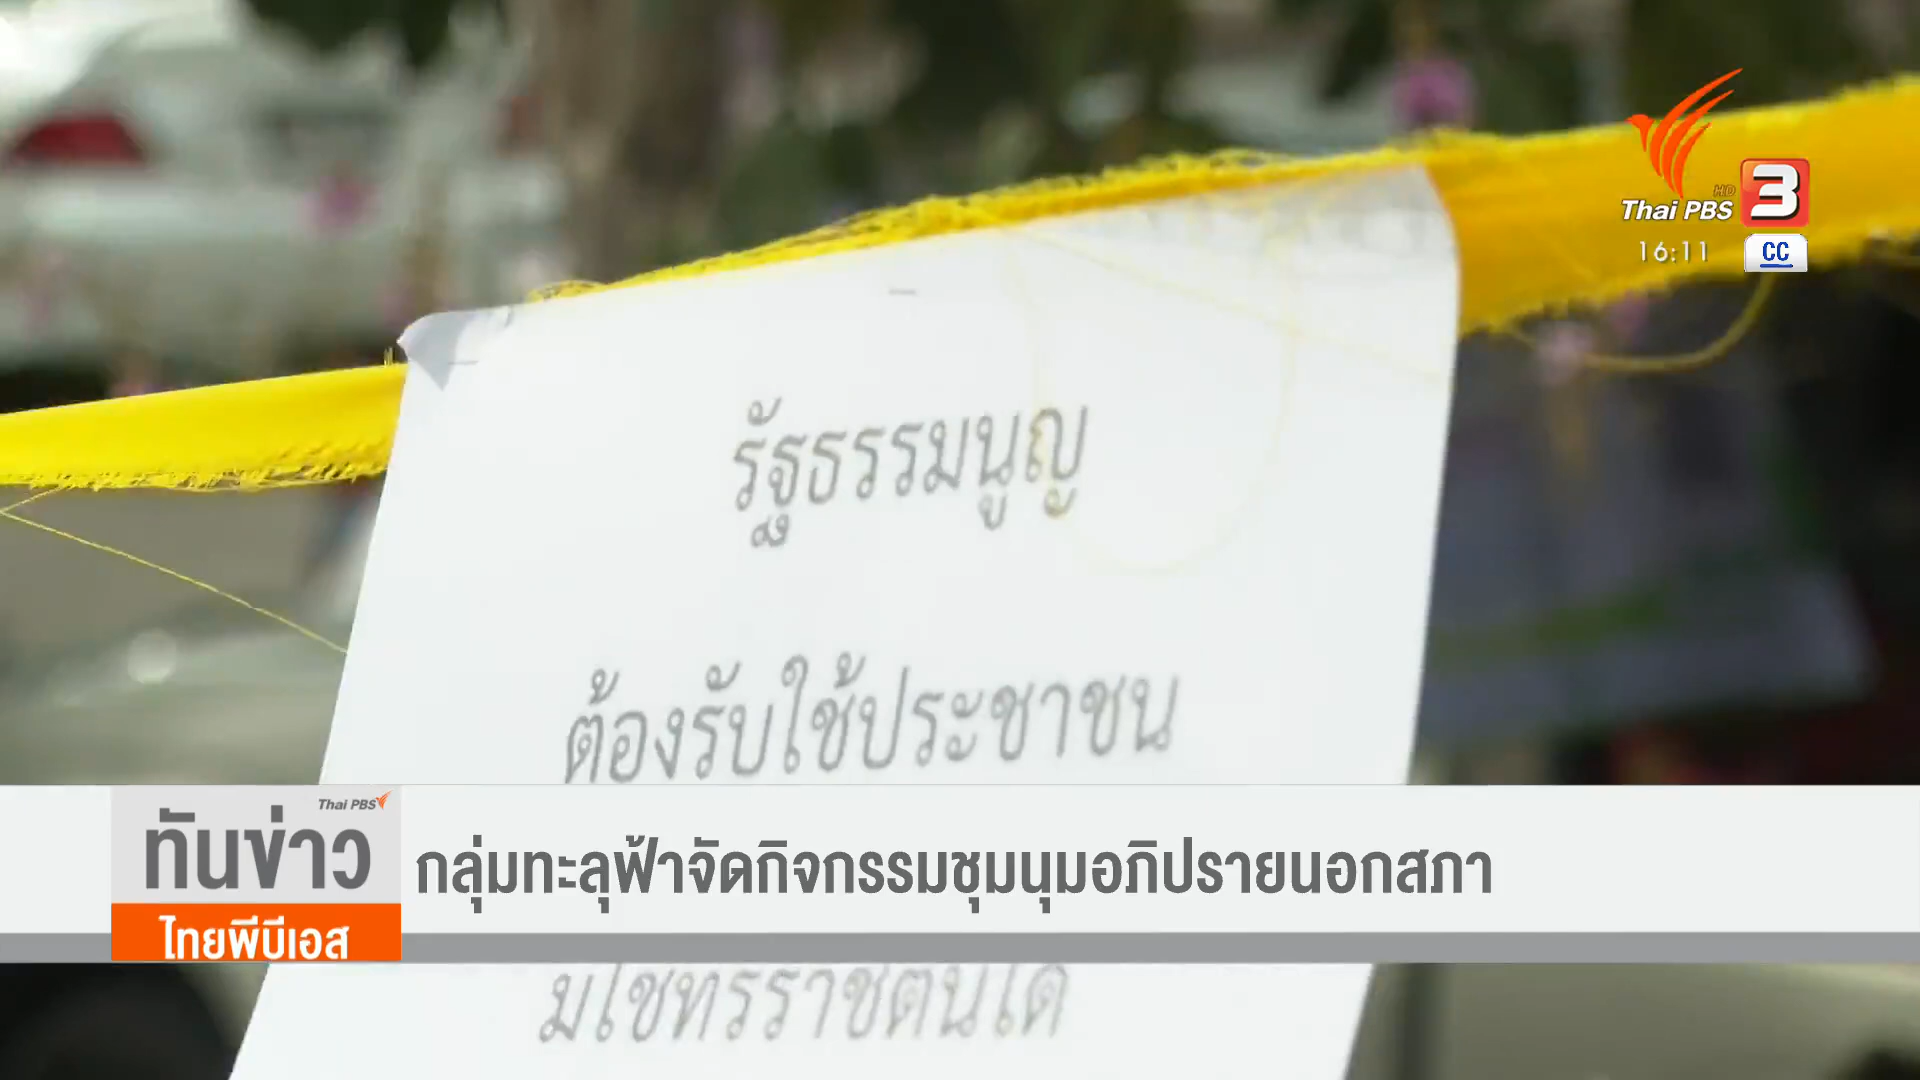 Thai PBS HD 3
16:11 CC
รัฐธรรมนูญ
ต้องรับใช้ประชาชน
Thai PBS
ทันข่าว
กลุ่มทะลุฟ้าจัดกิจกรรมชุมนุมอภิปรายนอกสภา
ไทยพีบีเอส